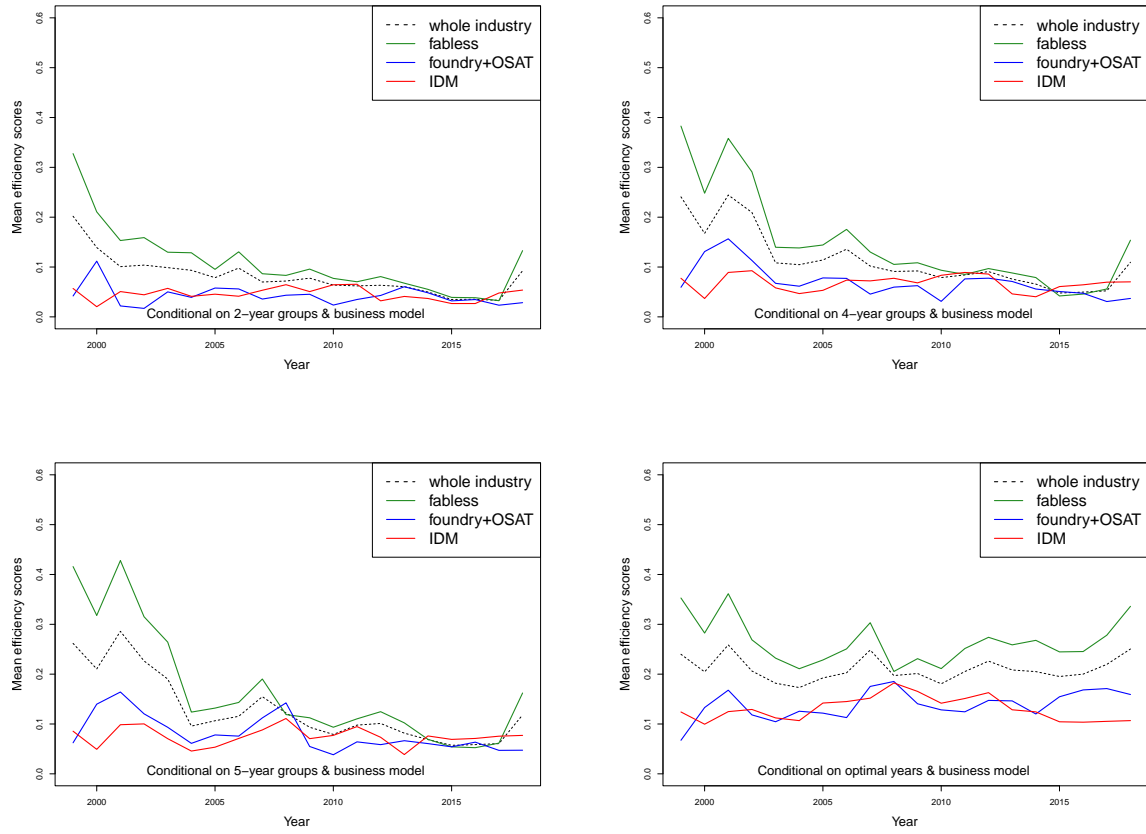 0.6
0.5
0.4
0.3
0.2
0.1
0.0
Mean efficiency scores
whole industry
fabless
foundry+OSAT
IDM
Conditional on 2−year groups & business model
2000
2005
2010
2015
Year
0.6
0.5
0.4
0.3
0.2
0.1
0.0
Mean efficiency scores
whole industry
fabless
foundry+OSAT
IDM
Conditional on 4−year groups & business model
2000
2005
2010
2015
Year
0.6
0.5
0.4
0.3
0.2
0.1
0.0
Mean efficiency scores
whole industry
fabless
foundry+OSAT
IDM
Conditional on 5−year groups & business model
2000
2005
2010
2015
Year
0.6
0.5
0.4
0.3
0.2
0.1
0.0
Mean efficiency scores
whole industry
fabless
foundry+OSAT
IDM
Conditional on optimal years & business model
2000
2005
2010
2015
Year